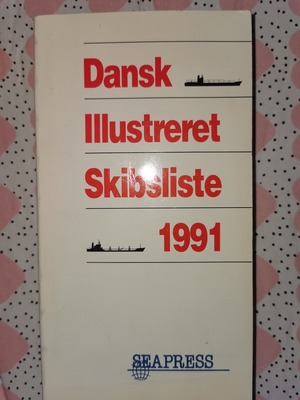 Dansk
Illustreret
Skibsliste
1991
SEAPRESS